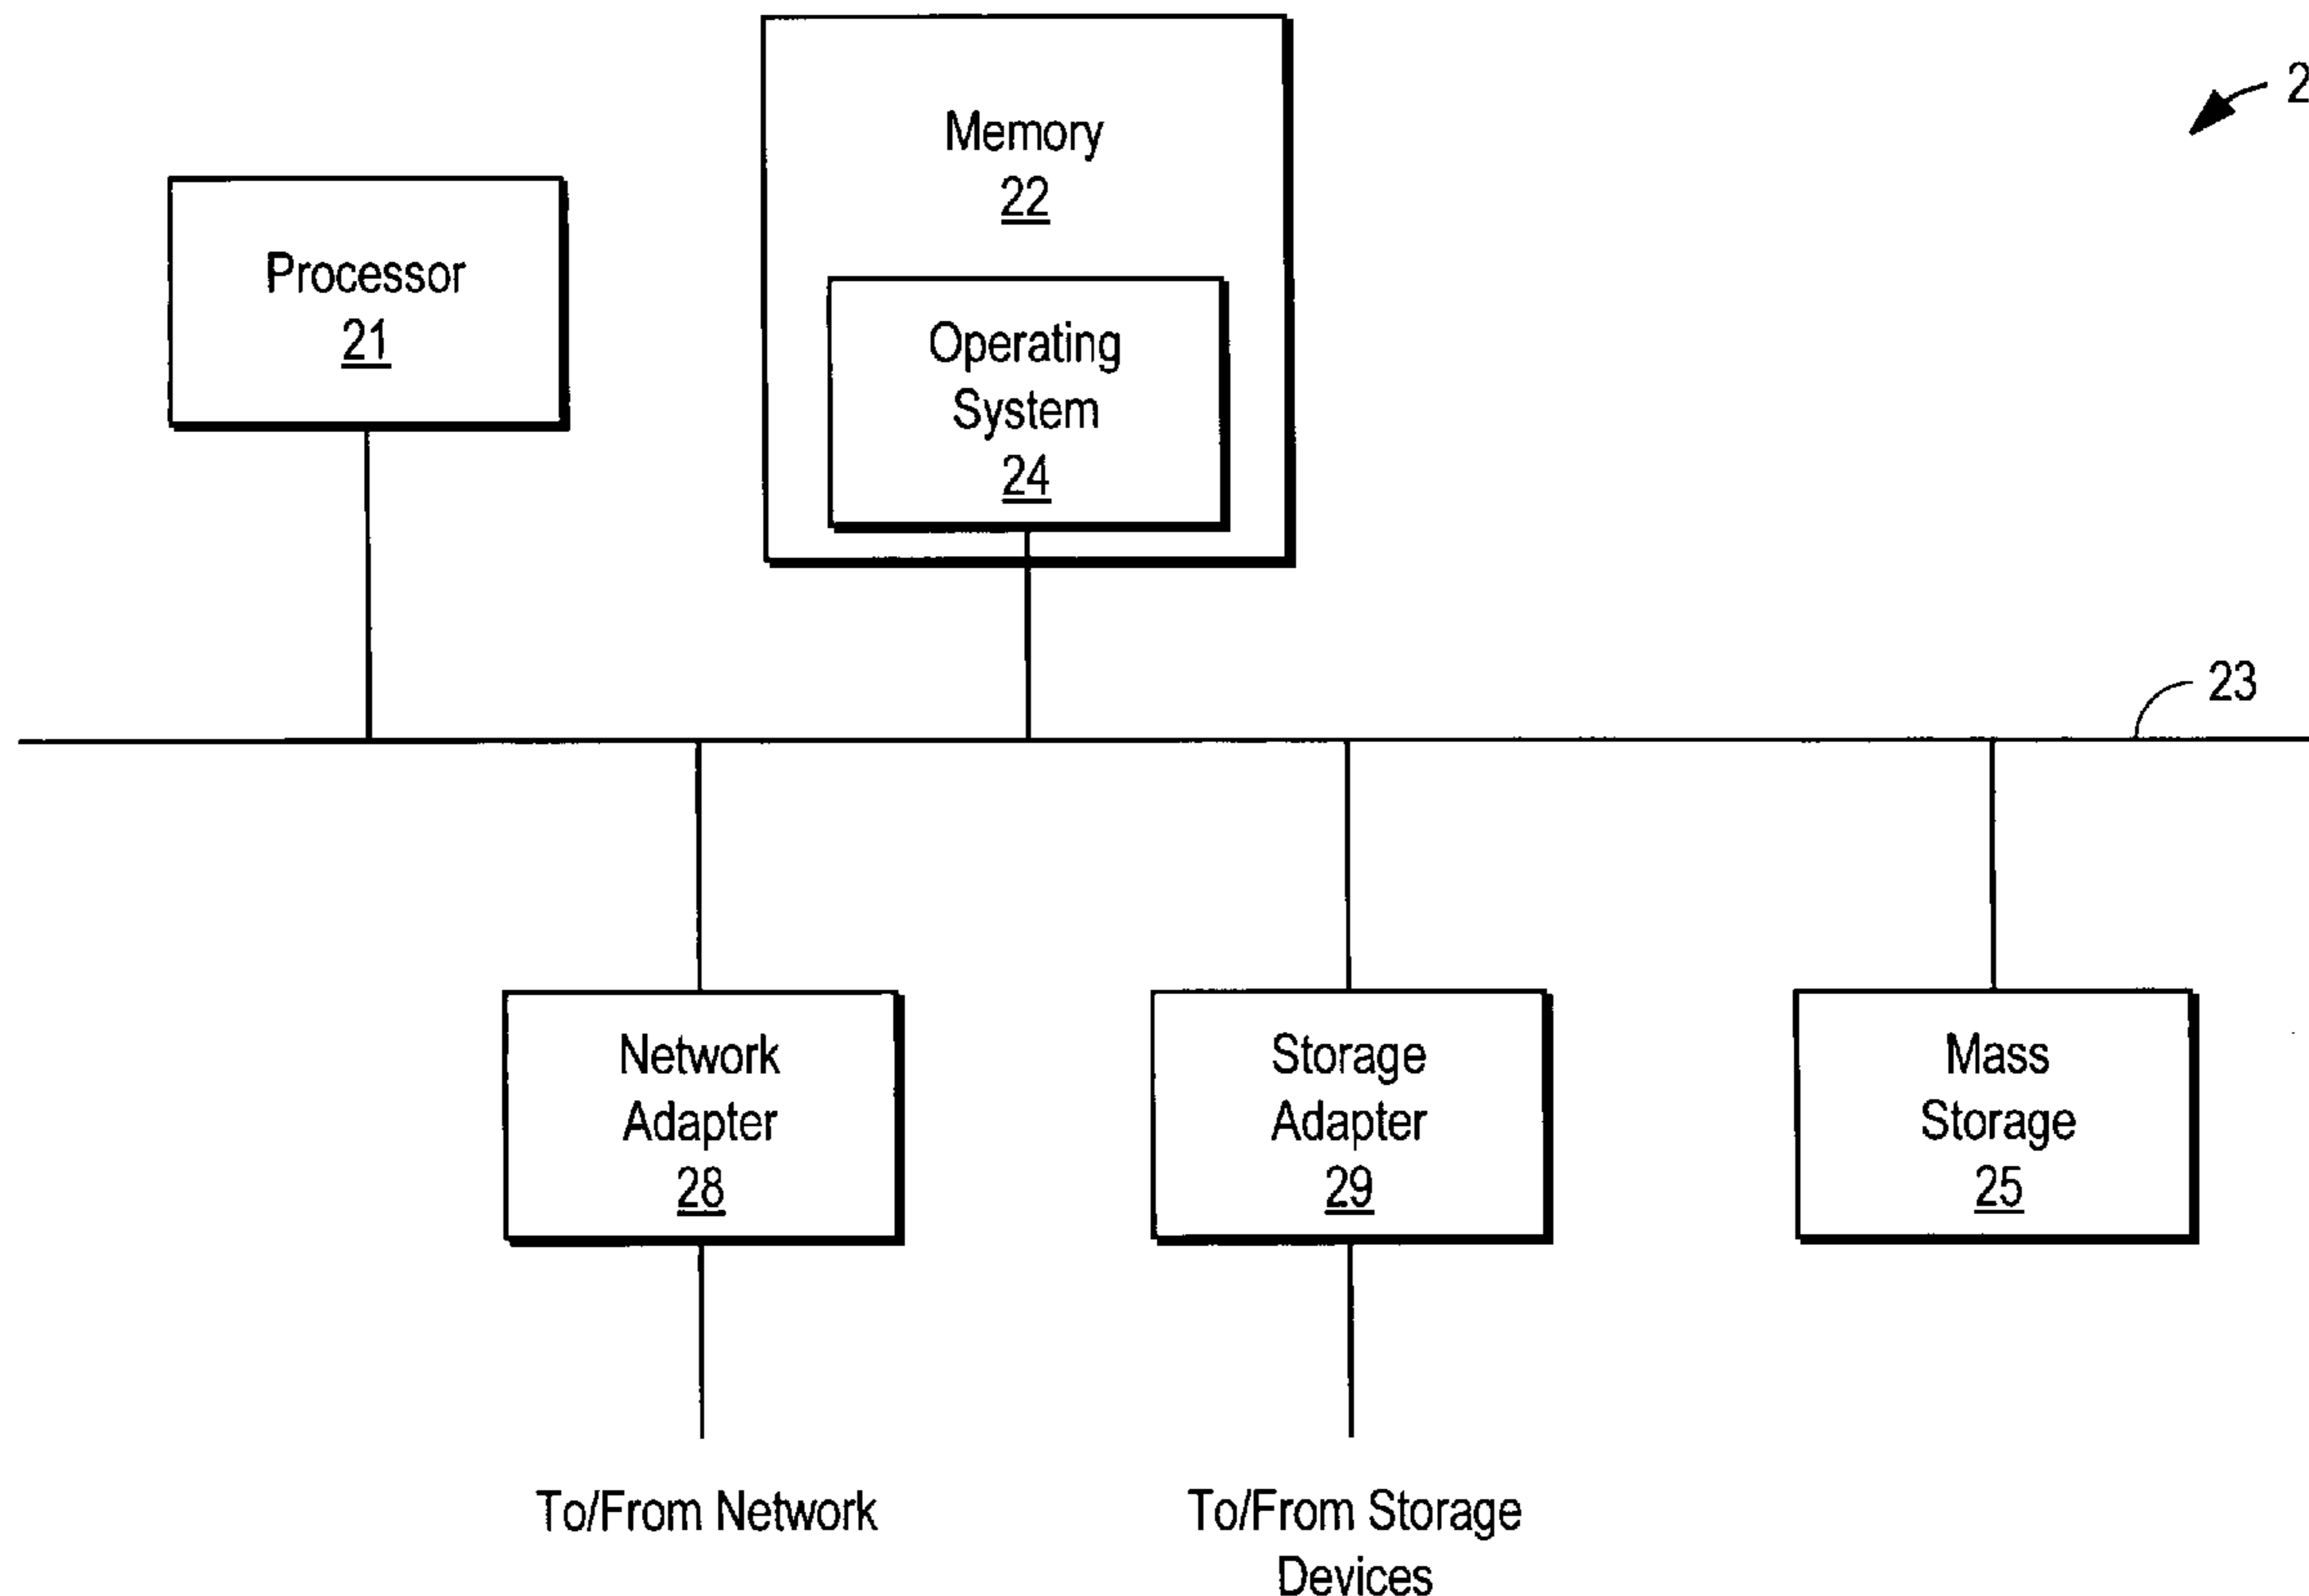 2
Memory
22
Processor
21
Operating
System
24
23
Network
Adapter
28
Storage
Adapter
29
Mass
Storage
25
To/From Network
To/From Storage
Devices